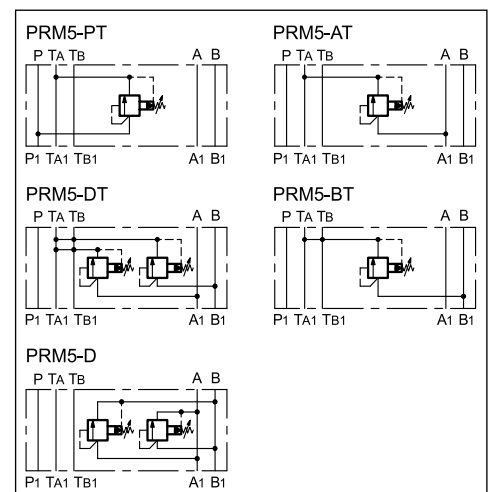 PRM5-PT
P TA TB A B
P1 TA1 TB1 A1 B1
PRM5-AT
P TA TB A B
P1 TA1 TB1 A1 B1
PRM5-DT
P TA TB A B
P1 TA1 TB1 A1 B1
PRM5-BT
P TA TB A B
P1 TA1 TB1 A1 B1
PRM5-D
P TA TB A B
P1 TA1 TB1 A1 B1